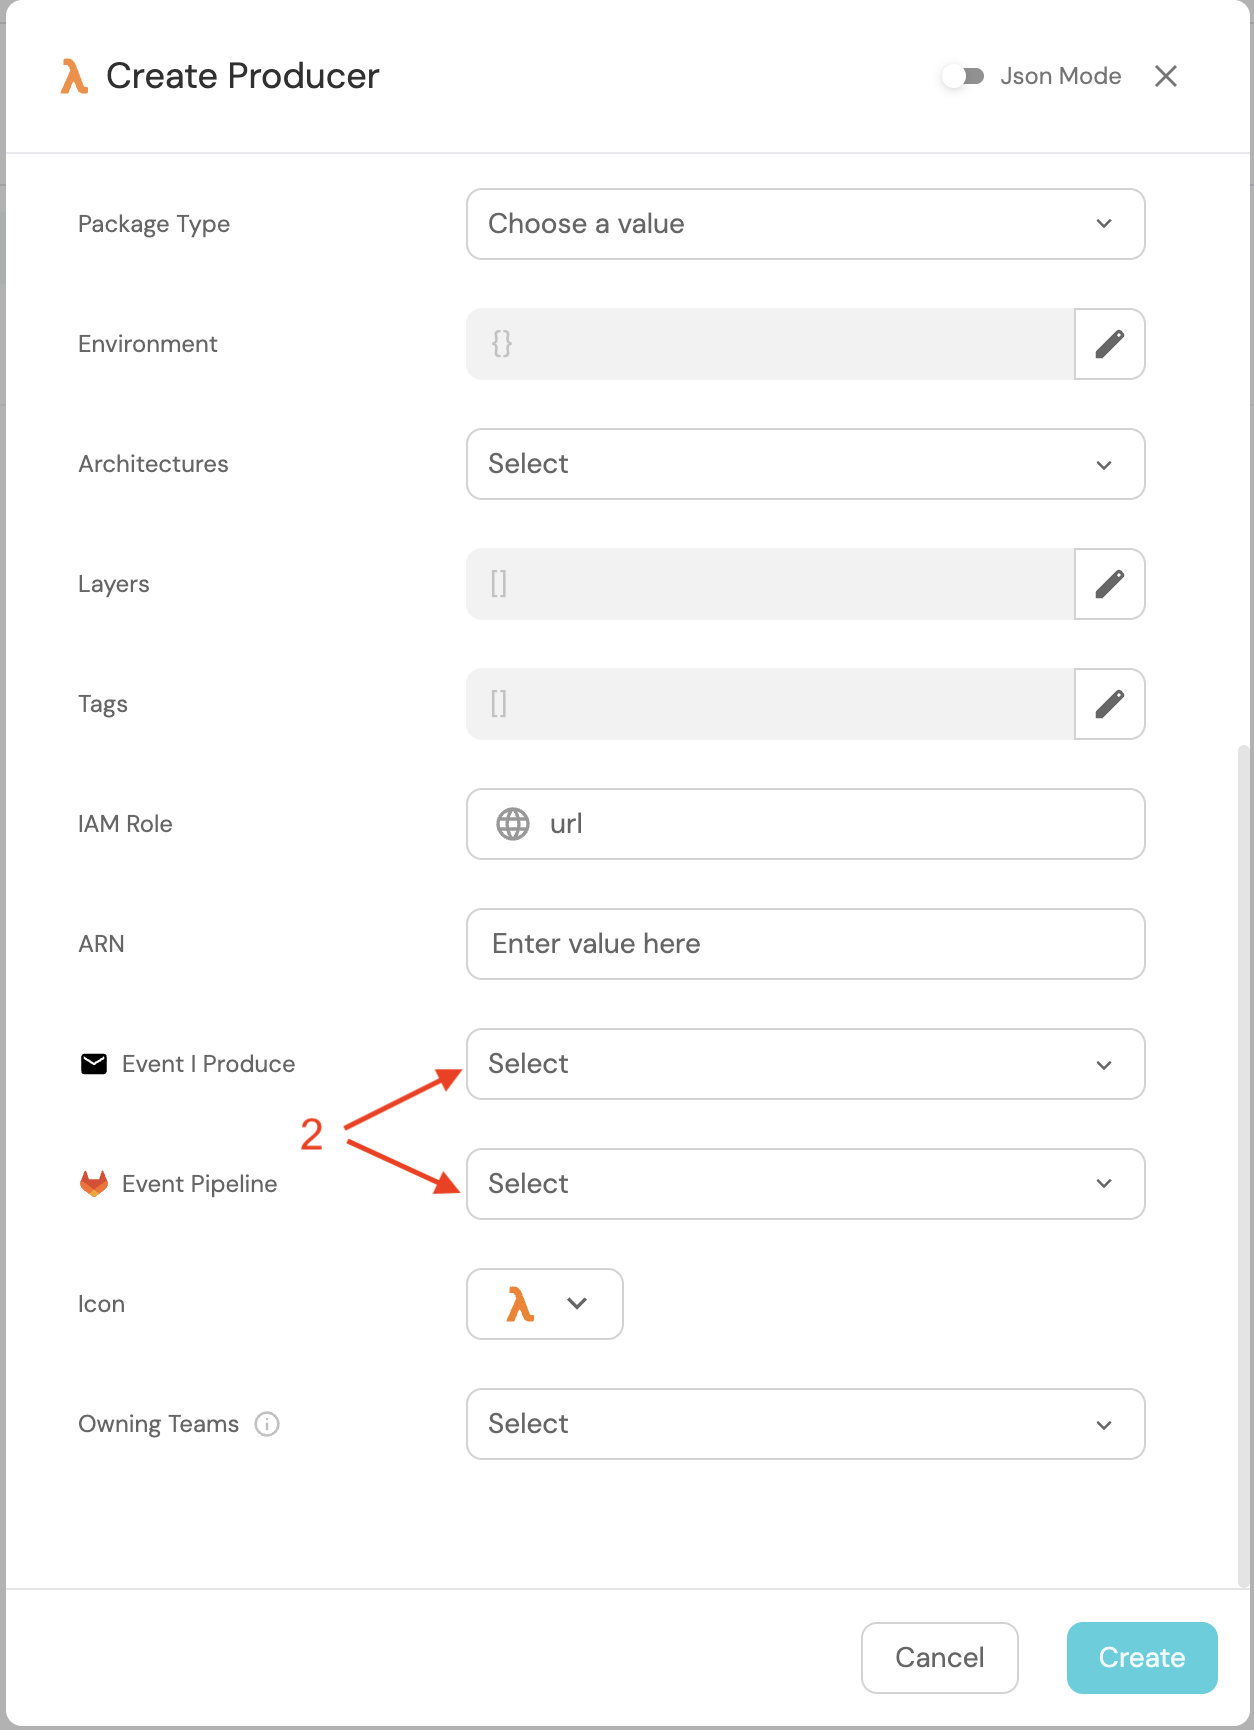 Create Producer
Json Mode
Package Type
Choose a value
Environment
{}
Architectures
Select
Layers
[]
Tags
[]
IAM Role
url
ARN
Enter value here
Event I Produce
Select
2
Event Pipeline
Select
Icon
Owning Teams
Select
Cancel
Create